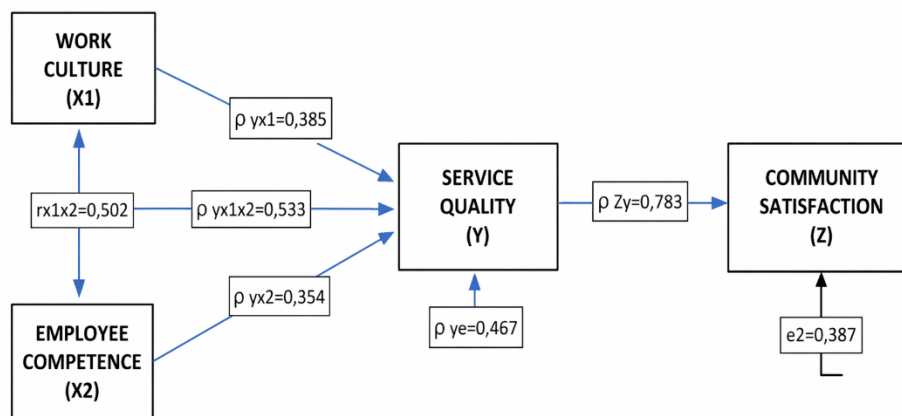 WORK
CULTURE
(X1)
ρ yx1=0,385
rx1x2=0,502
ρ yx1x2=0,533
SERVICE
QUALITY
(Y)
ρ Zy=0,783
COMMUNITY
SATISFACTION
(Z)
ρ yx2=0,354
EMPLOYEE
COMPETENCE
(X2)
ρ ye=0,467
e2=0,387